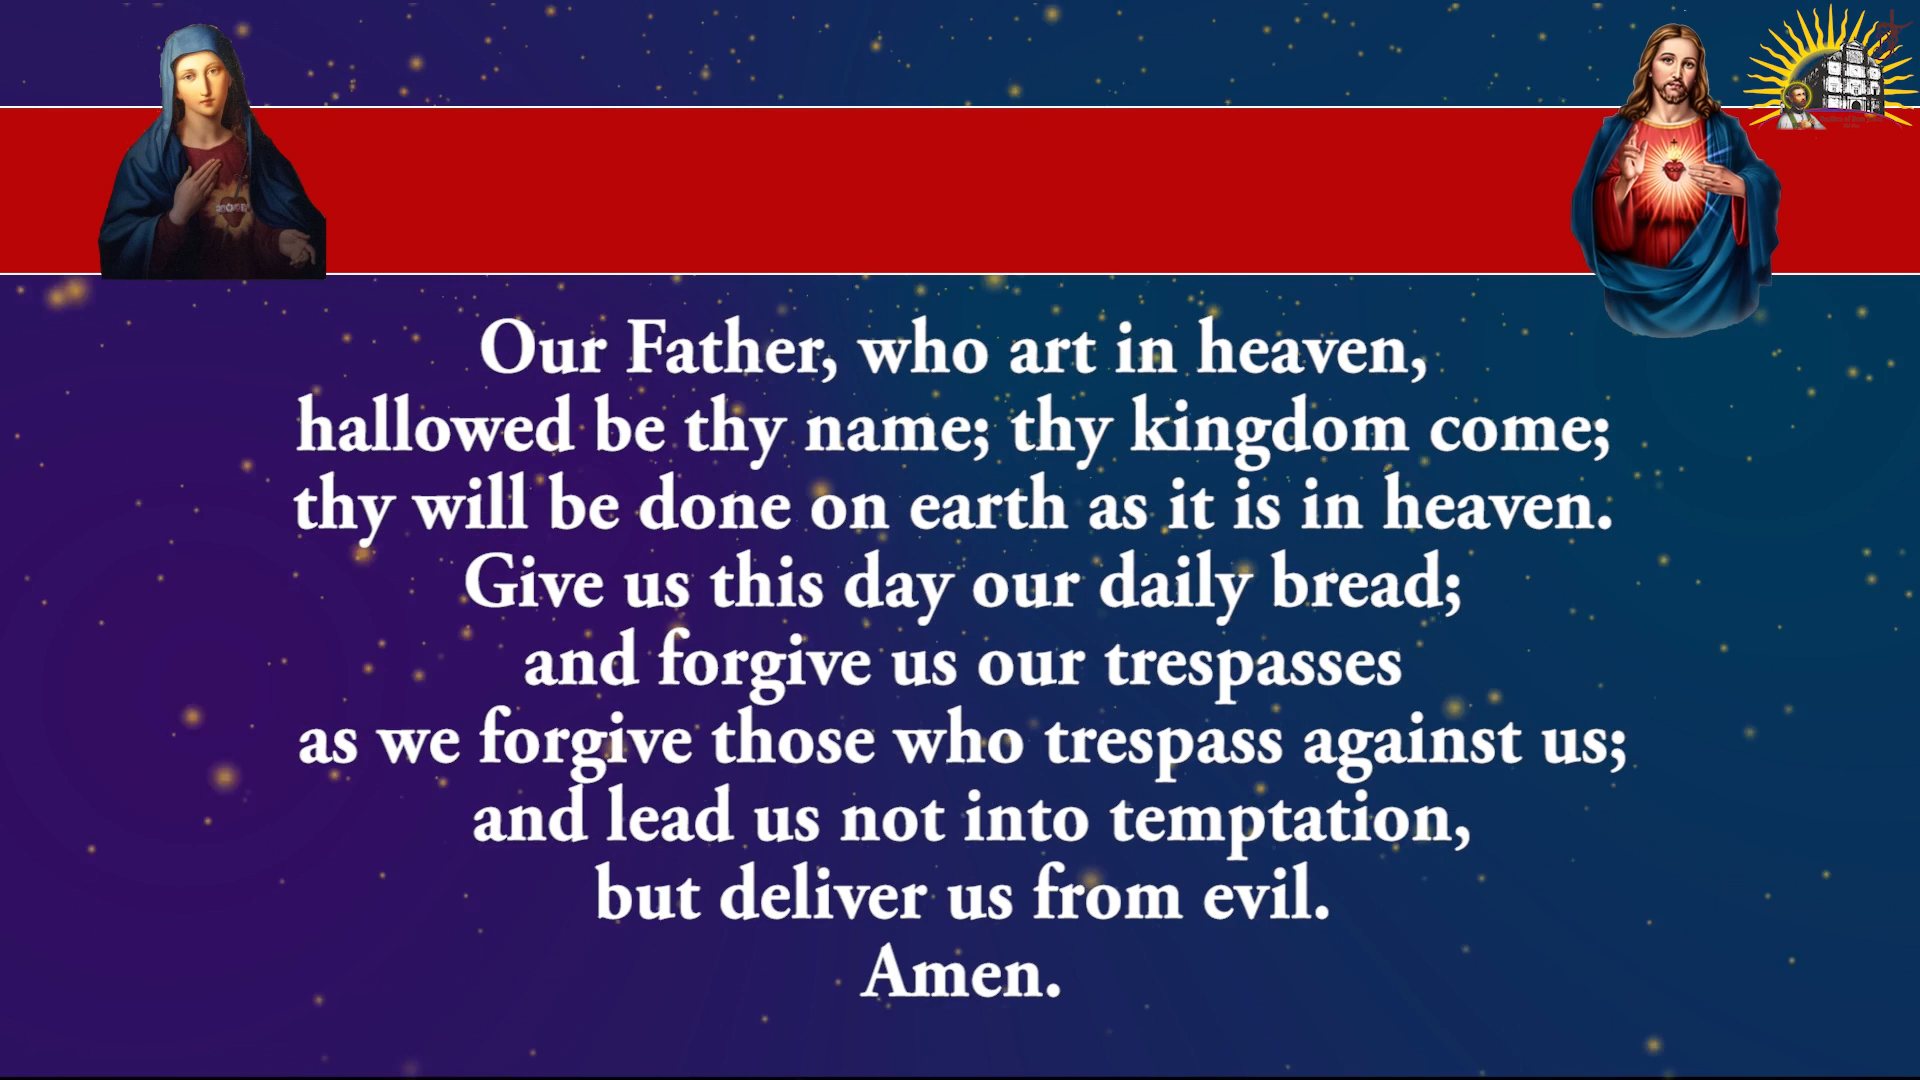 Our Father, who art in heaven,
hallowed be thy name; thy kingdom come;
thy will be done on earth as it is in heaven.
Give us this day our daily bread;
and forgive us our trespasses
as we forgive those who trespass against us;
and lead us not into temptation,
but deliver us from evil.
Amen.